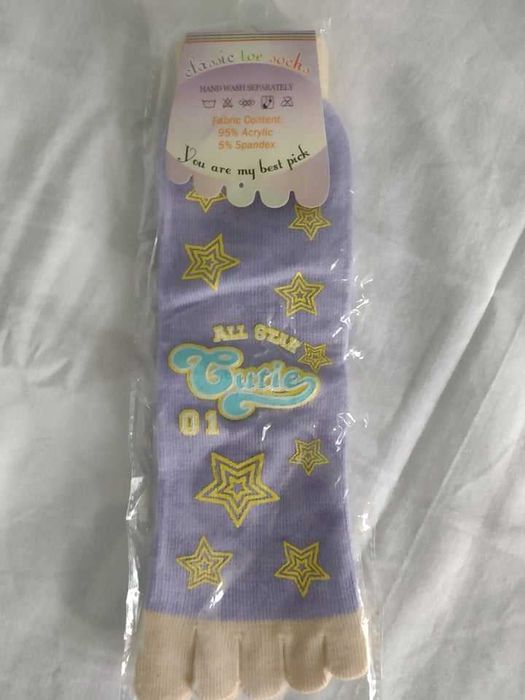 classic toe socks
HAND WASH SEPARATELY
Fabric Content:
95% Acrylic
5% Spandex
You are my best pick
ALL STAR
Cutie
01